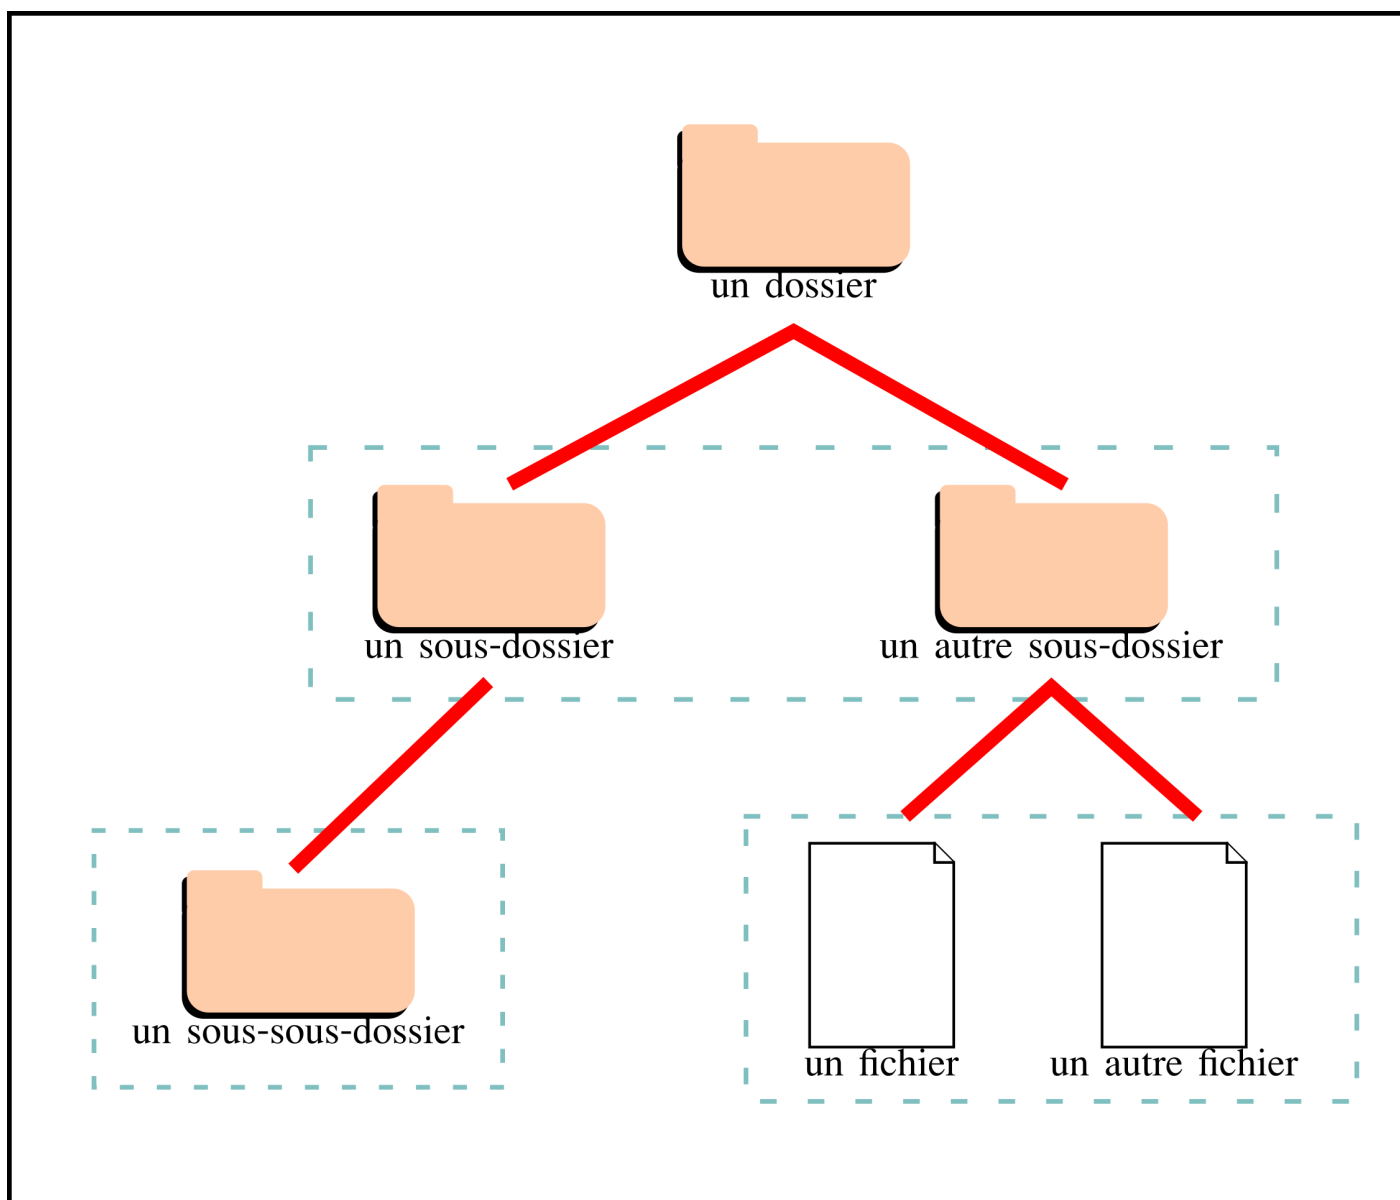 un dossier
un sous-dossier
un autre sous-dossier
un sous-sous-dossier
un fichier
un autre fichier